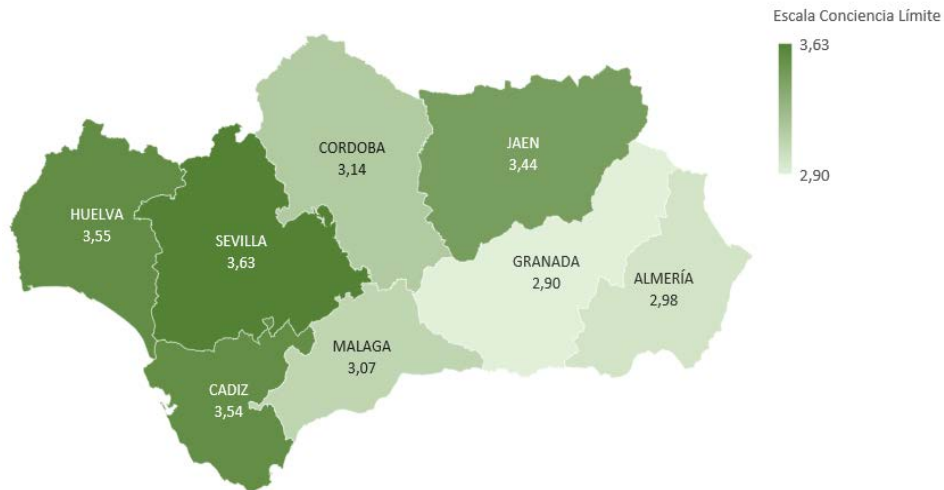 Escala Conciencia Límite
3,63
2,90
CORDOBA
3,14
JAEN
3,44
HUELVA
3,55
SEVILLA
3,63
GRANADA
2,90
ALMERÍA
2,98
MALAGA
3,07
CADIZ
3,54